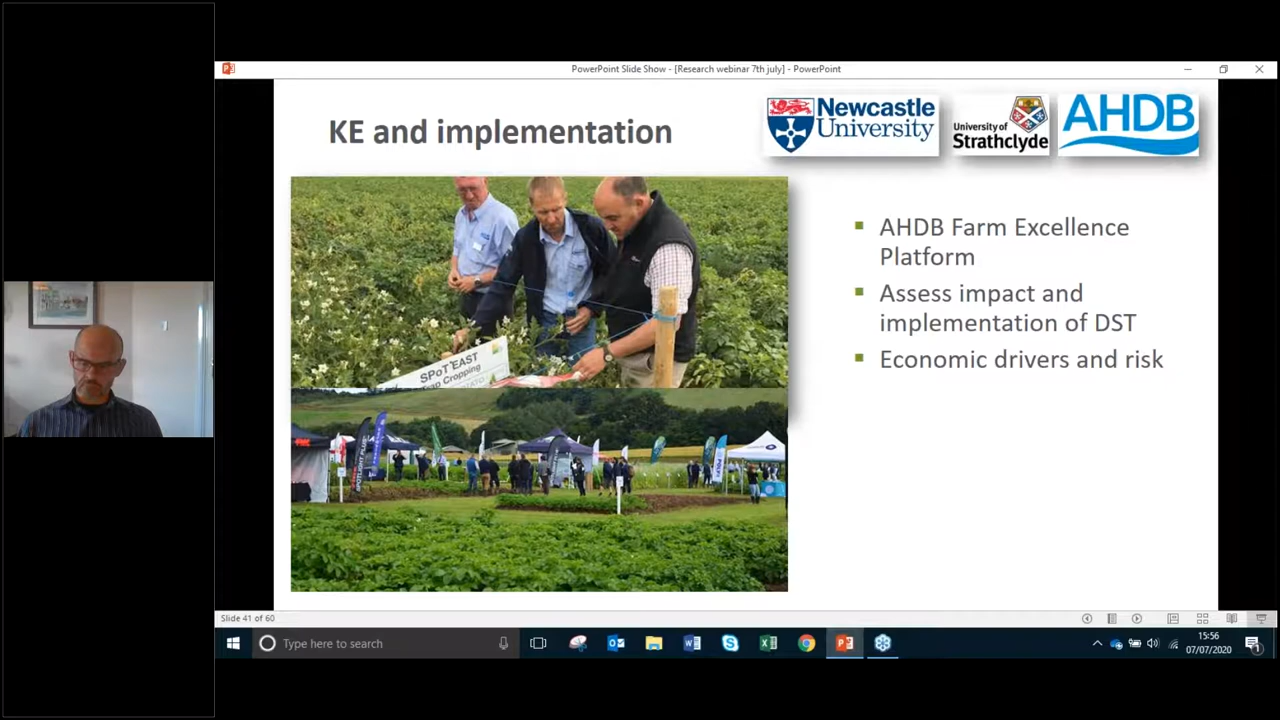 PowerPoint Slide Show - [Research webinar 7th july] - PowerPoint
KE and implementation
Newcastle
University
University of
Strathclyde
AHDB
AHDB Farm Excellence
Platform
Assess impact and
implementation of DST
Economic drivers and risk
SPoT EAST
Trap Cropping
Slide 41 of 60
Type here to search
15:56
07/07/2020